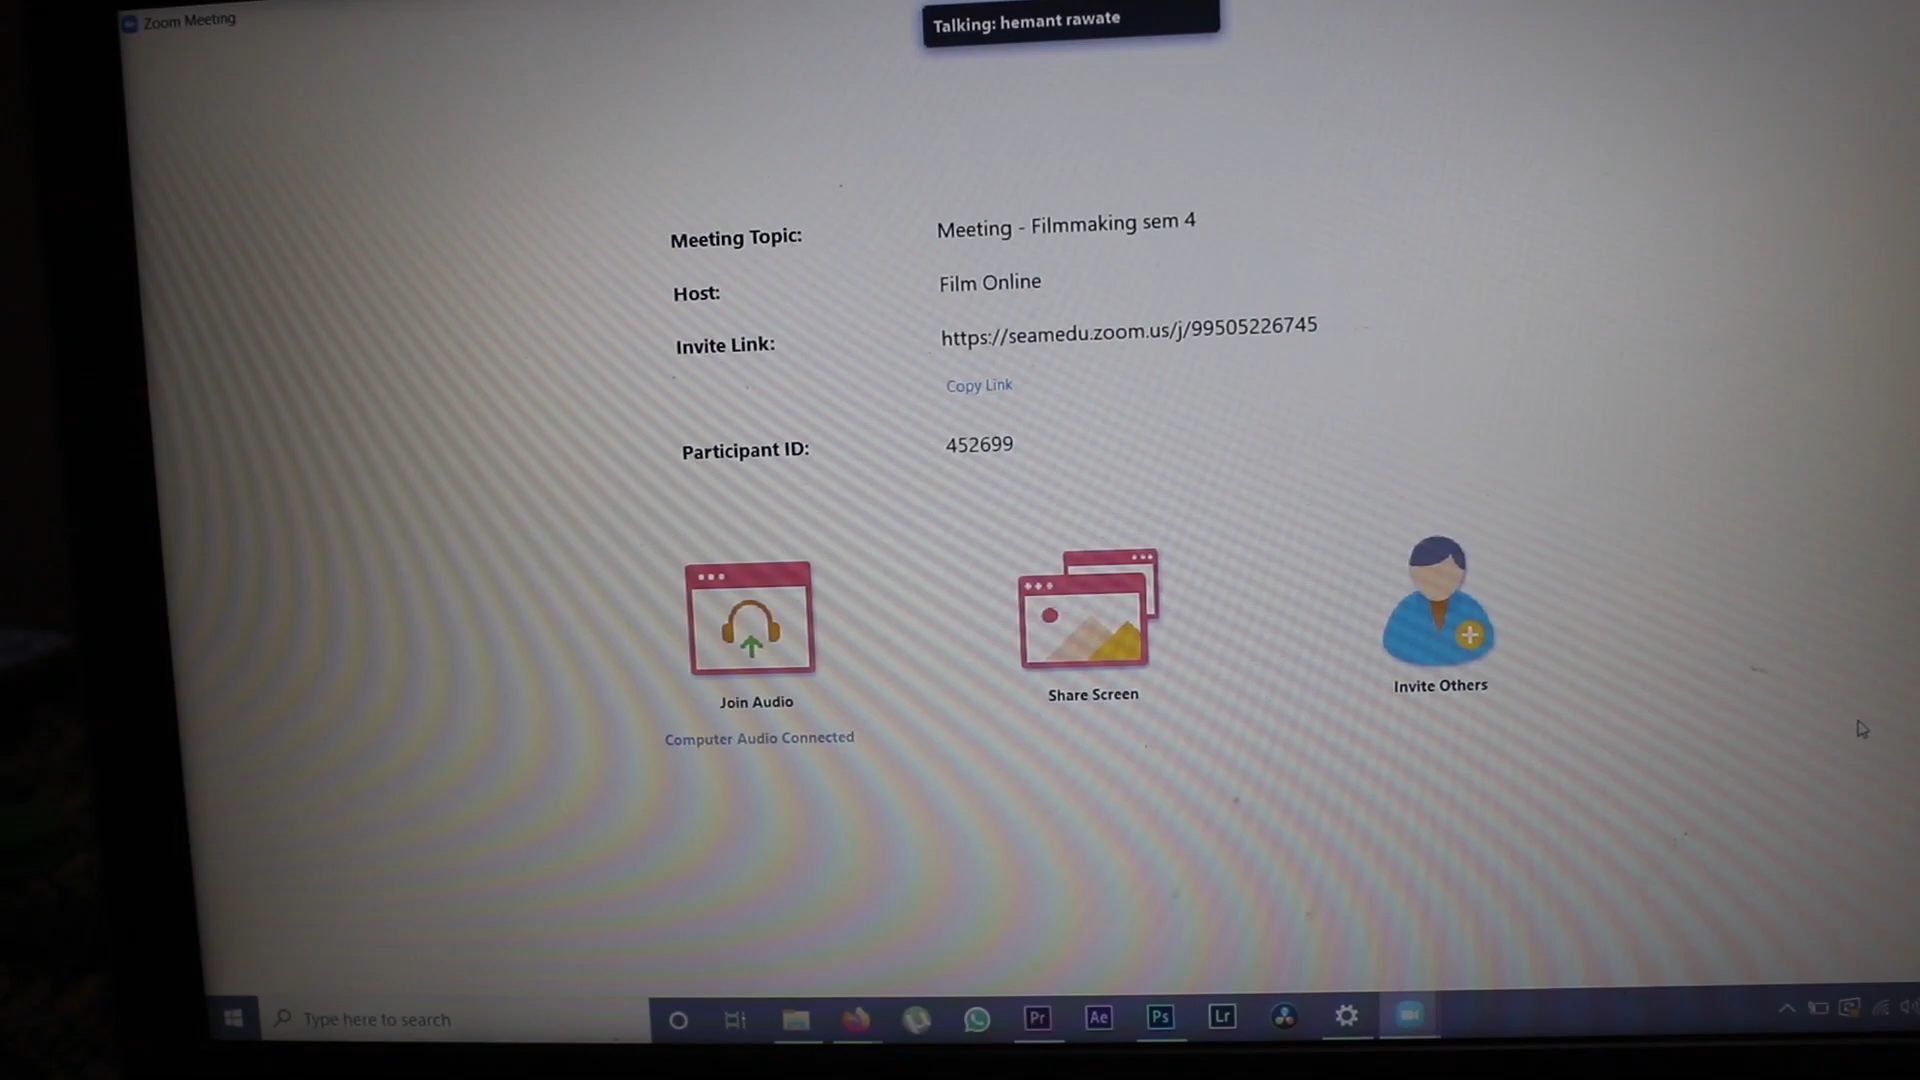 Zoom Meeting
Talking: hemant rawate
Meeting Topic: Meeting - Filmmaking sem 4
Host: Film Online
Invite Link: https://seamedu.zoom.us/j/99505226745
Copy Link
Participant ID: 452699
Join Audio
Share Screen
Invite Others
Computer Audio Connected
Type here to search
Pr
Ae
Ps
Lr